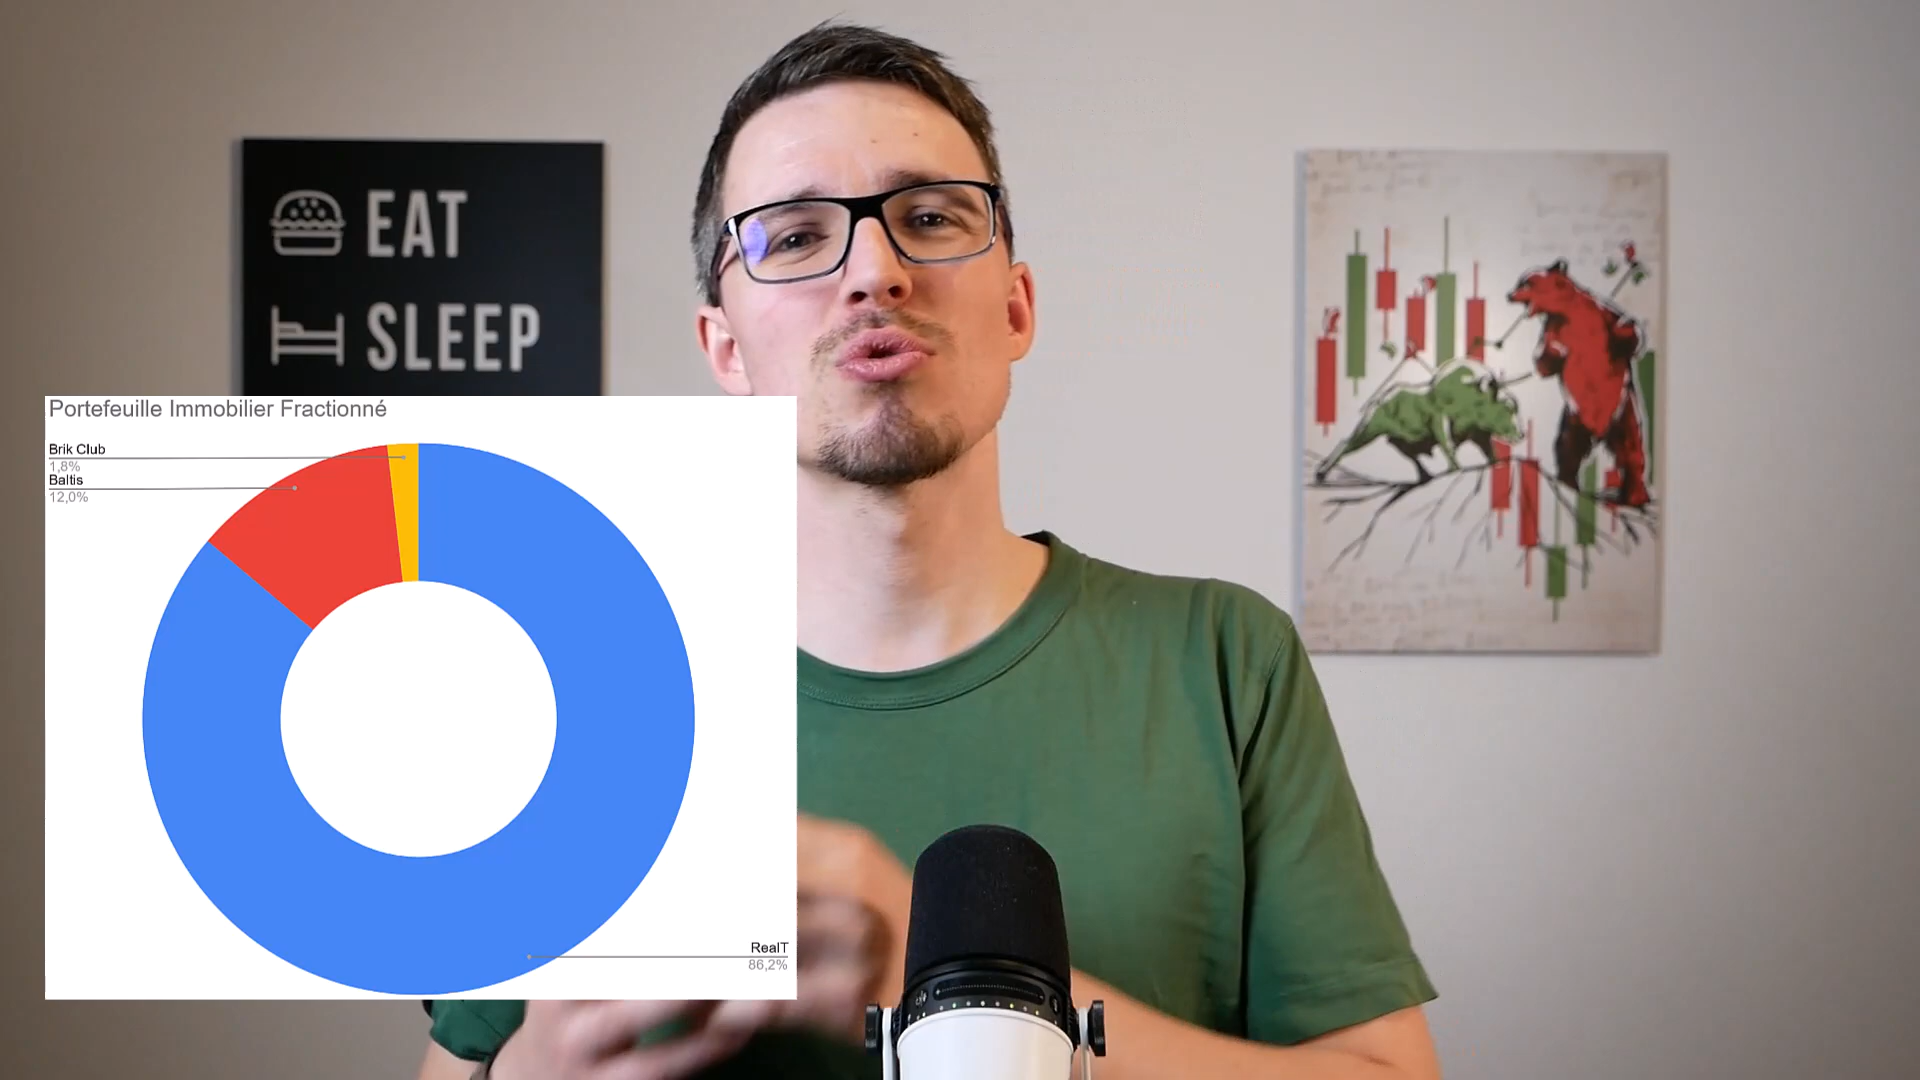 EAT
SLEEP
Portefeuille Immobilier Fractionné
Brik Club
1,8%
Baltis
12,0%
RealT
86,2%